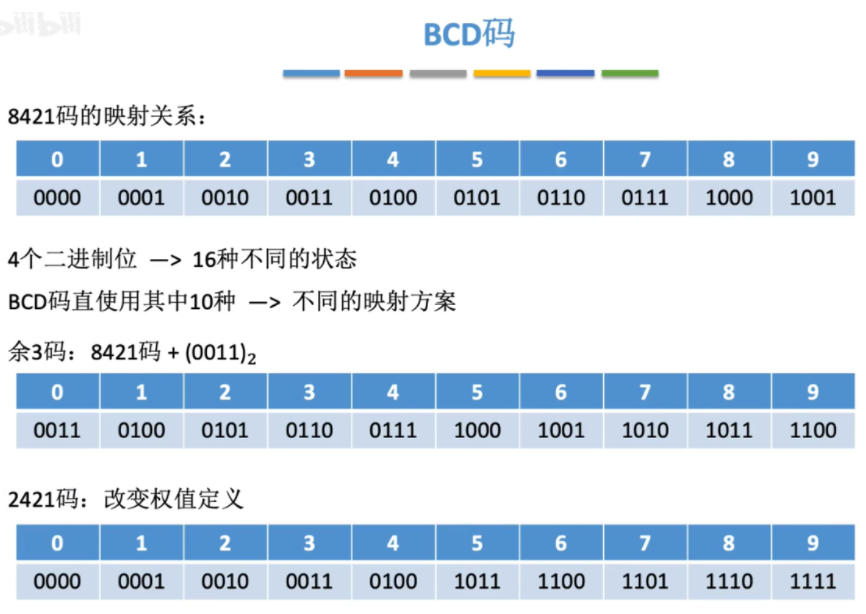 bilibili
BCD码
8421码的映射关系：
0 1 2 3 4 5 6 7 8 9
0000 0001 0010 0011 0100 0101 0110 0111 1000 1001
4个二进制位 —> 16种不同的状态
BCD码直使用其中10种 —> 不同的映射方案
余3码：8421码 + (0011)₂
0 1 2 3 4 5 6 7 8 9
0011 0100 0101 0110 0111 1000 1001 1010 1011 1100
2421码：改变权值定义
0 1 2 3 4 5 6 7 8 9
0000 0001 0010 0011 0100 1011 1100 1101 1110 1111